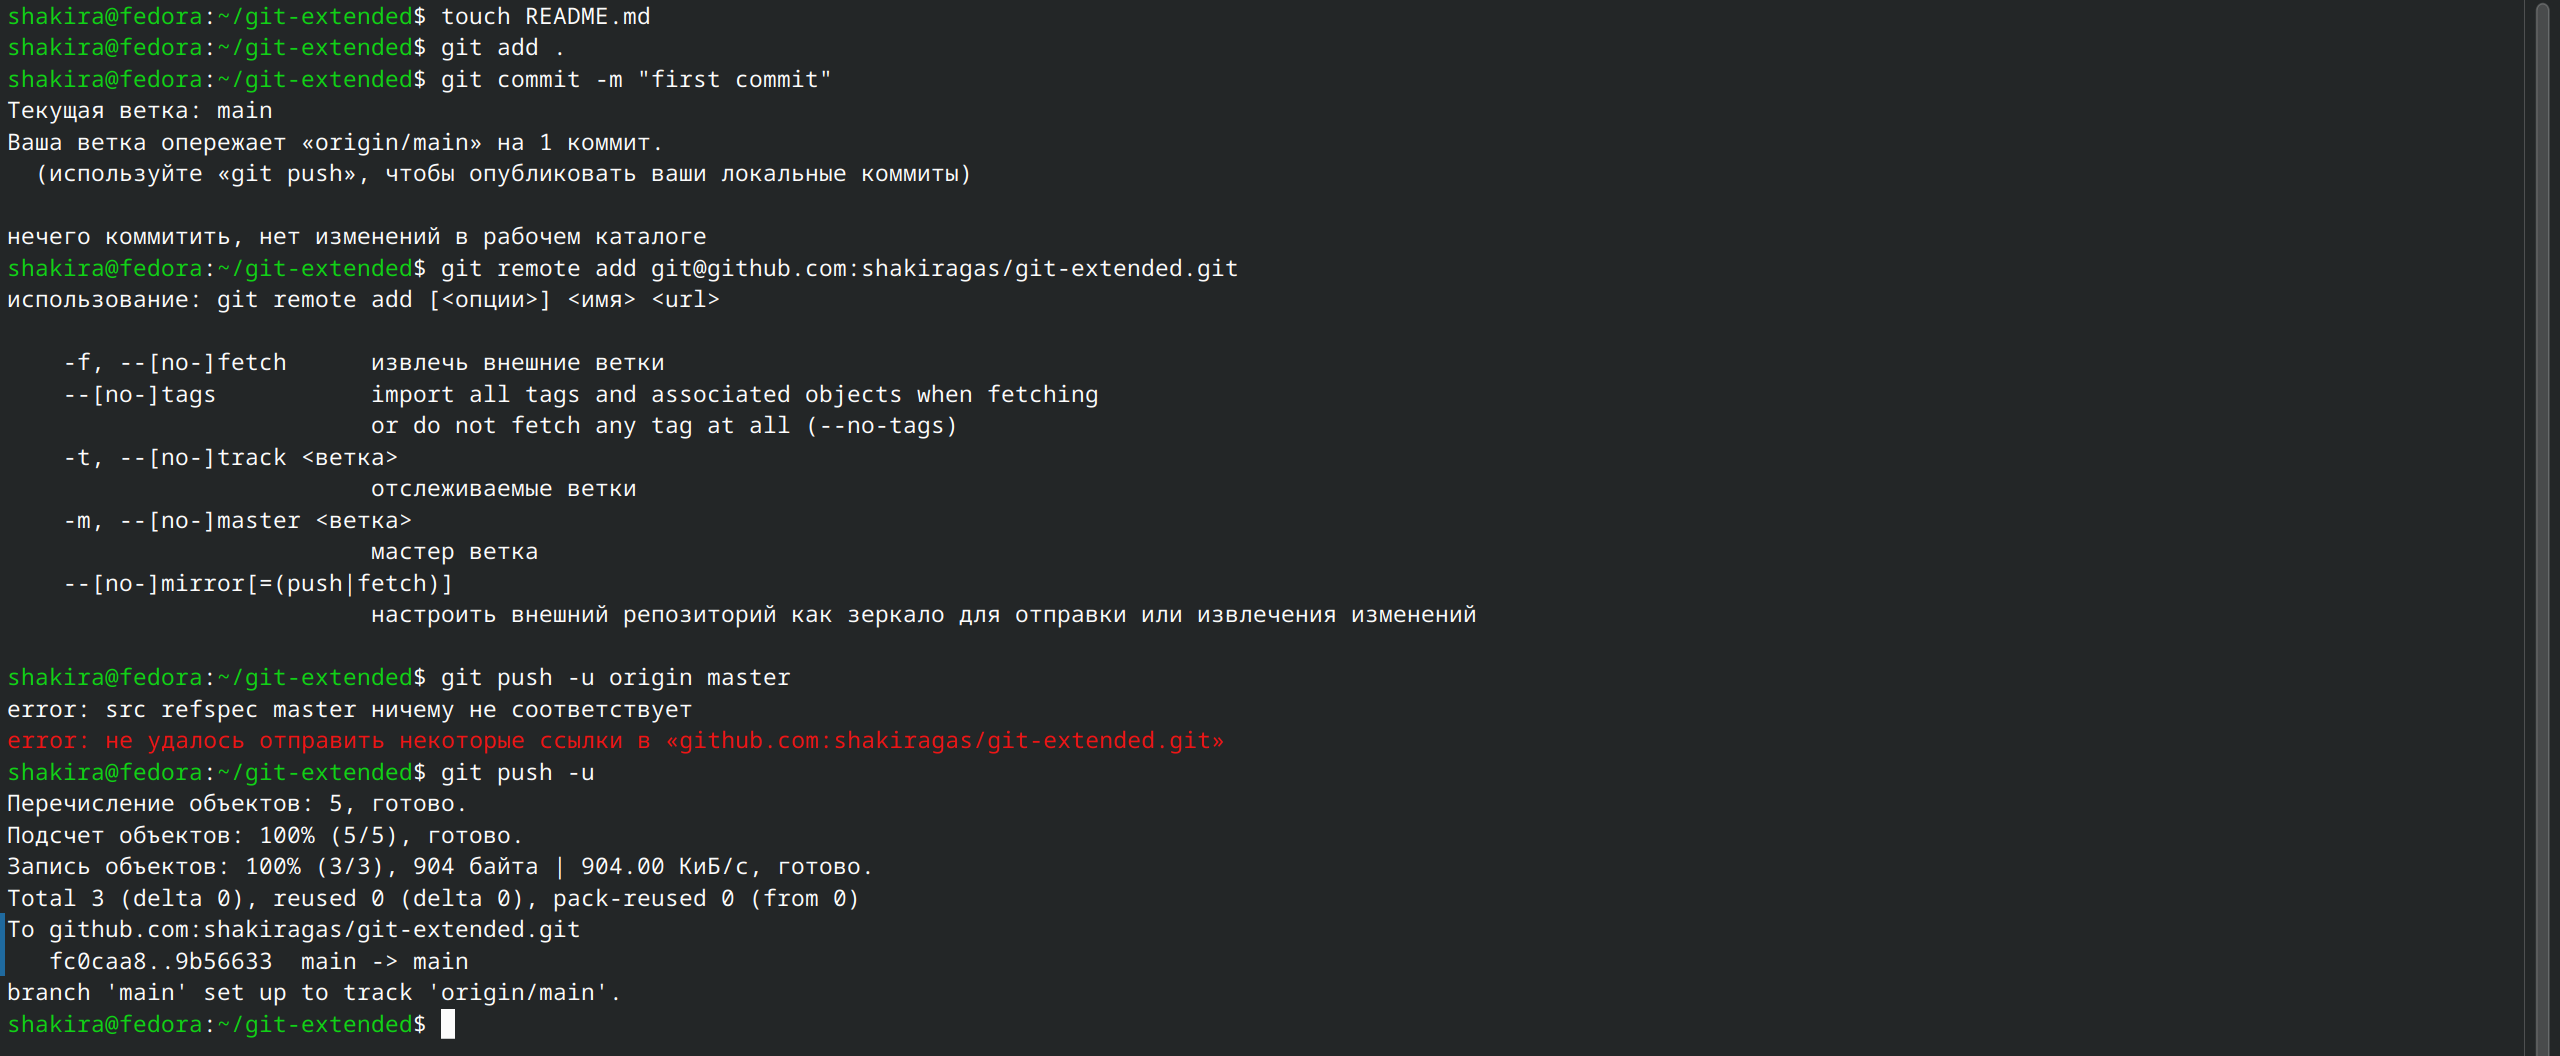 shakira@fedora:~/git-extended$ touch README.md
shakira@fedora:~/git-extended$ git add .
shakira@fedora:~/git-extended$ git commit -m "first commit"
Текущая ветка: main
Ваша ветка опережает «origin/main» на 1 коммит.
  (используйте «git push», чтобы опубликовать ваши локальные коммиты)

нечего коммитить, нет изменений в рабочем каталоге
shakira@fedora:~/git-extended$ git remote add git@github.com:shakiragas/git-extended.git
использование: git remote add [<опции>] <имя> <url>

    -f, --[no-]fetch      извлечь внешние ветки
    --[no-]tags           import all tags and associated objects when fetching
                          or do not fetch any tag at all (--no-tags)
    -t, --[no-]track <ветка>
                          отслеживаемые ветки
    -m, --[no-]master <ветка>
                          мастер ветка
    --[no-]mirror[=(push|fetch)]
                          настроить внешний репозиторий как зеркало для отправки или извлечения изменений

shakira@fedora:~/git-extended$ git push -u origin master
error: src refspec master ничему не соответствует
error: не удалось отправить некоторые ссылки в «github.com:shakiragas/git-extended.git»
shakira@fedora:~/git-extended$ git push -u
Перечисление объектов: 5, готово.
Подсчет объектов: 100% (5/5), готово.
Запись объектов: 100% (3/3), 904 байта | 904.00 КиБ/с, готово.
Total 3 (delta 0), reused 0 (delta 0), pack-reused 0 (from 0)
To github.com:shakiragas/git-extended.git
   fc0caa8..9b56633  main -> main
branch 'main' set up to track 'origin/main'.
shakira@fedora:~/git-extended$